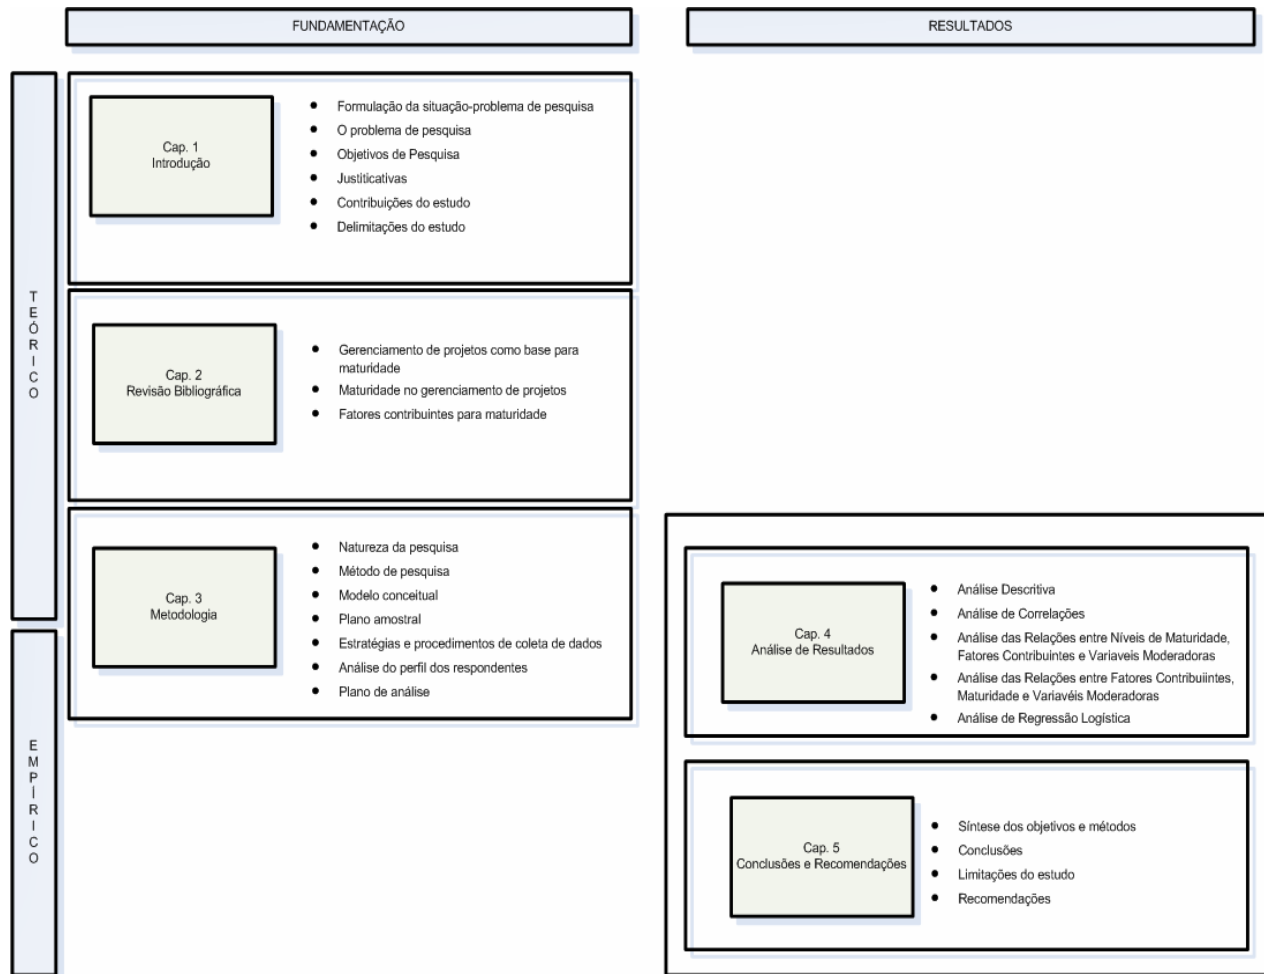 FUNDAMENTAÇÃO
RESULTADOS
TEÓRICO
Cap. 1
Introdução
Formulação da situação-problema de pesquisa
O problema de pesquisa
Objetivos de Pesquisa
Justiticativas
Contribuições do estudo
Delimitações do estudo
Cap. 2
Revisão Bibliográfica
Gerenciamento de projetos como base para
maturidade
Maturidade no gerenciamento de projetos
Fatores contribuintes para maturidade
Cap. 3
Metodologia
Natureza da pesquisa
Método de pesquisa
Modelo conceitual
Plano amostral
Estratégias e procedimentos de coleta de dados
Análise do perfil dos respondentes
Plano de análise
EMPÍRICO
Cap. 4
Análise de Resultados
Análise Descritiva
Análise de Correlações
Análise das Relações entre Níveis de Maturidade,
Fatores Contribuintes e Variaveis Moderadoras
Análise das Relações entre Fatores Contribuiintes,
Maturidade e Variavéis Moderadoras
Análise de Regressão Logística
Cap. 5
Conclusões e Recomendações
Síntese dos objetivos e métodos
Conclusões
Limitações do estudo
Recomendações